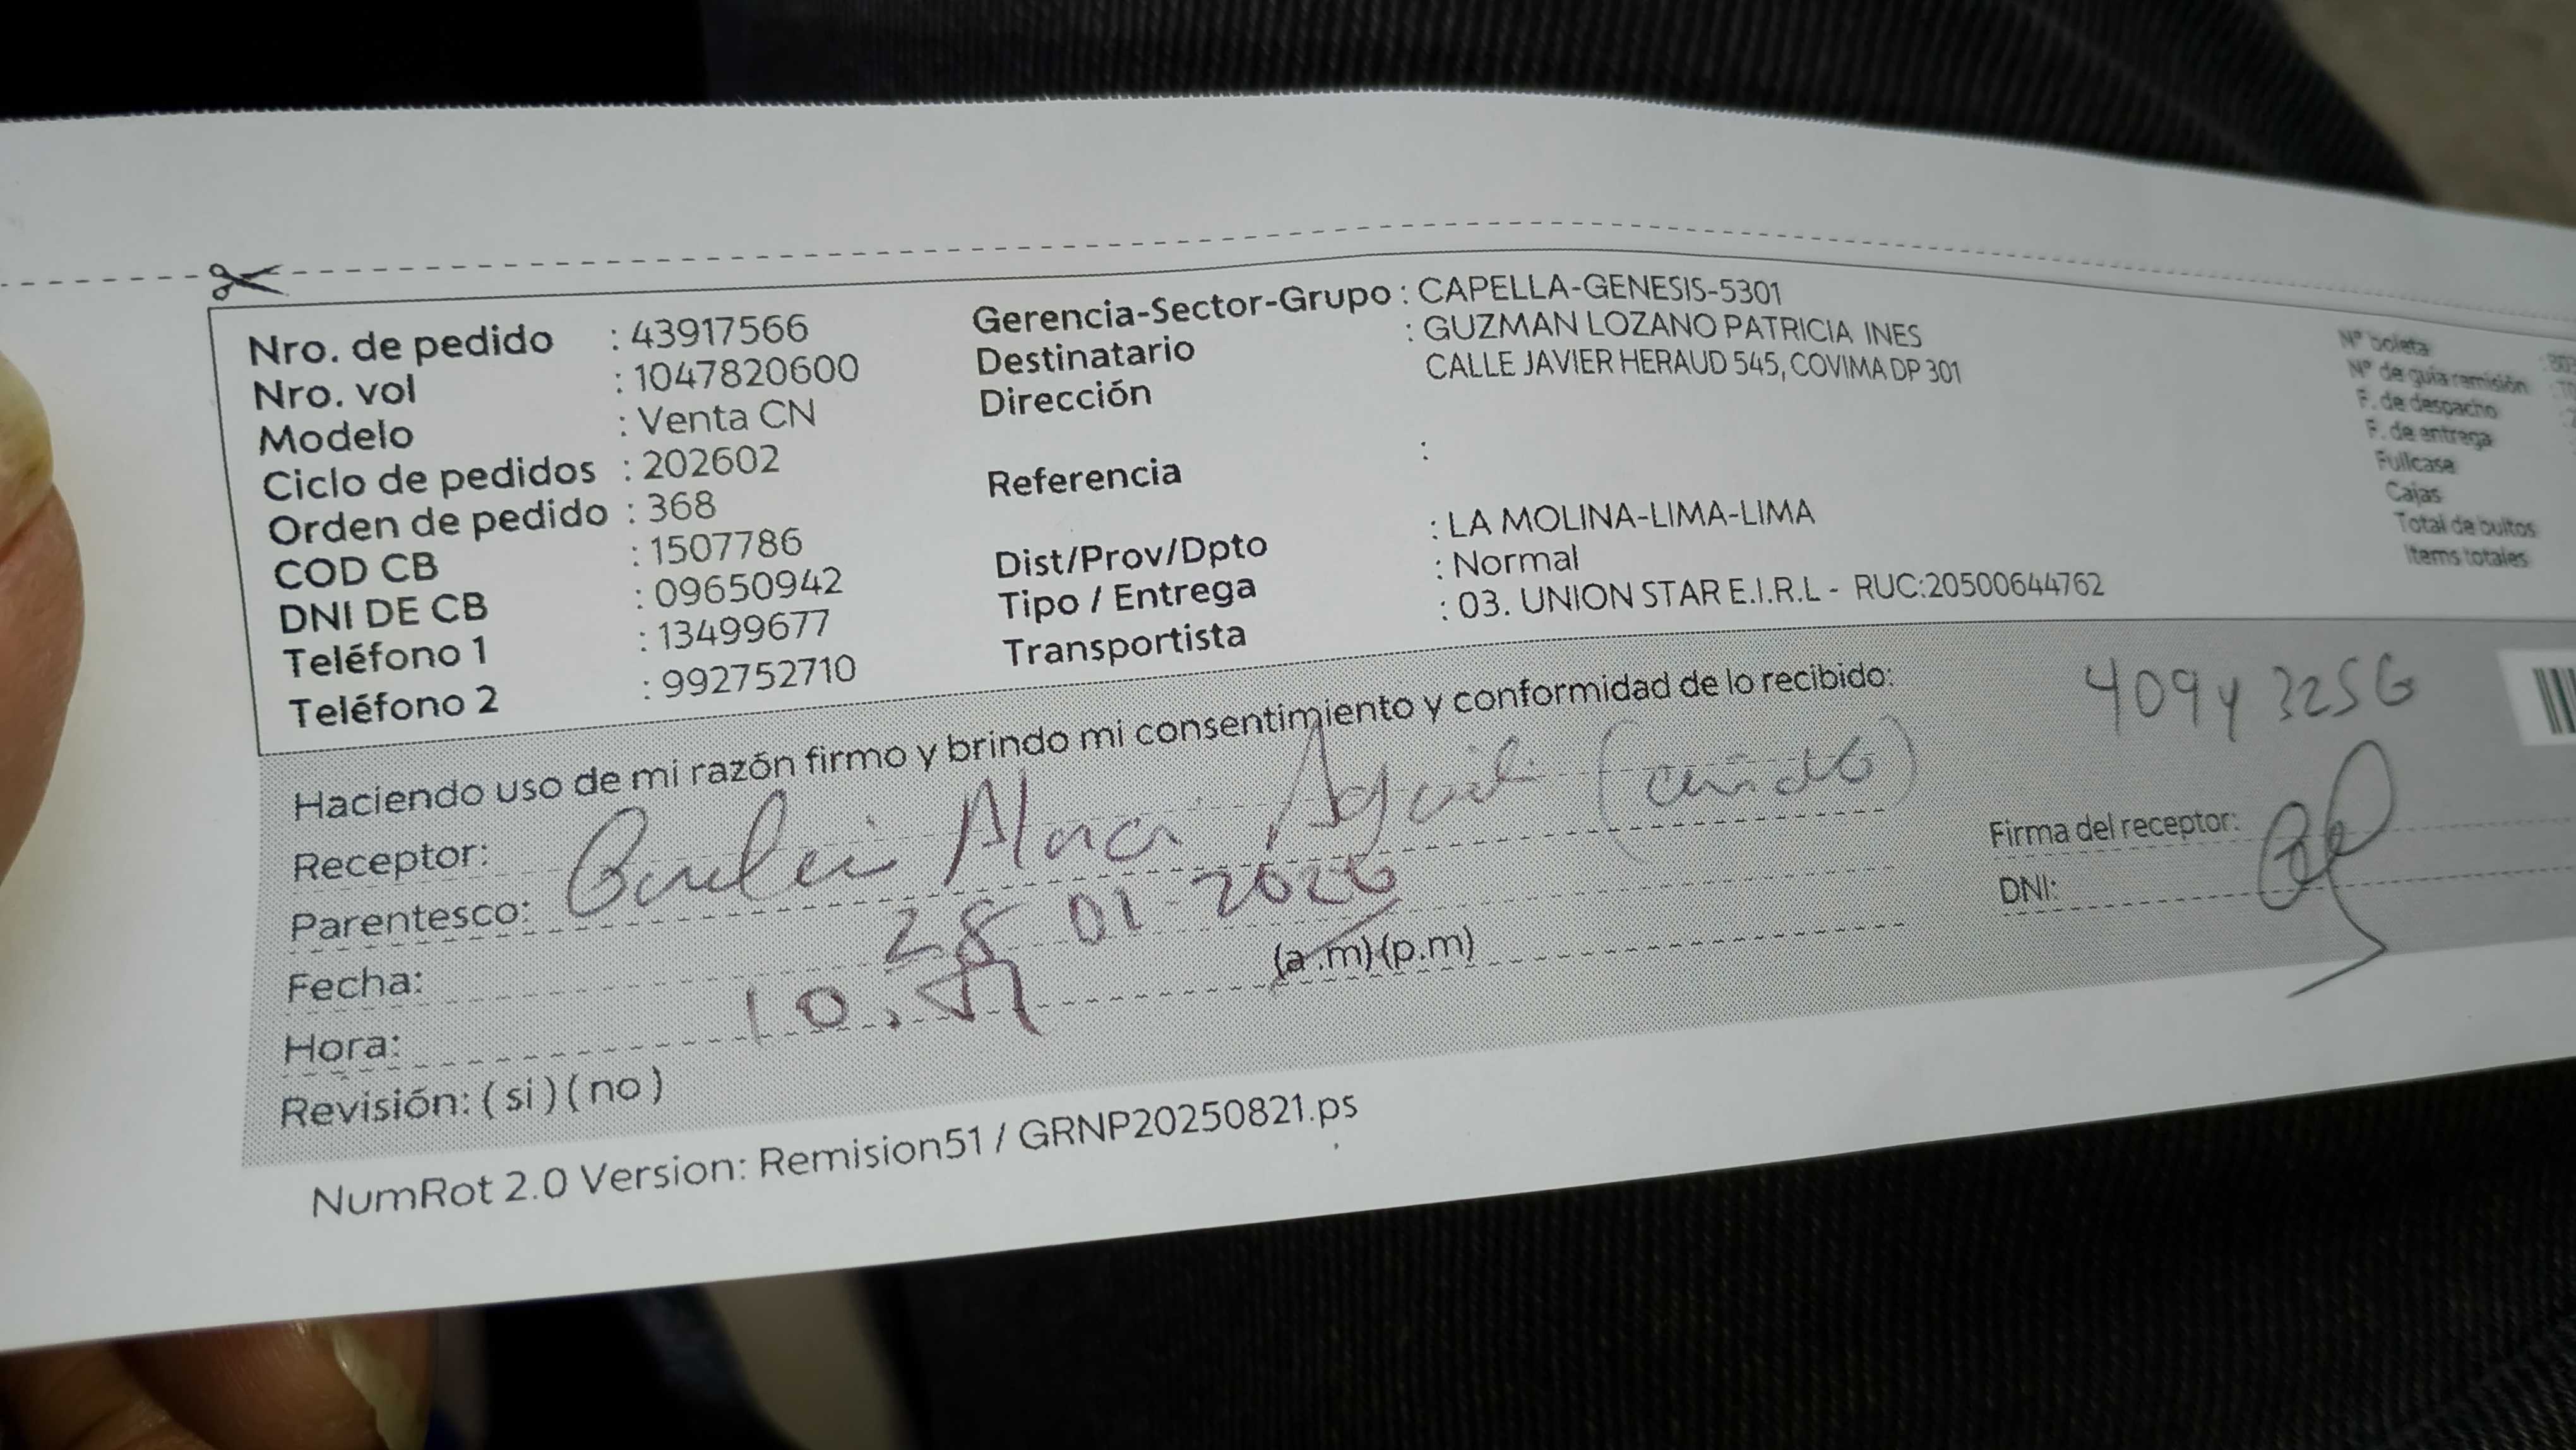 Nro. de pedido : 43917566
Nro. vol : 1047820600
Modelo : Venta CN
Ciclo de pedidos : 202602
Orden de pedido : 368
COD CB : 1507786
DNI DE CB : 09650942
Teléfono 1 : 13499677
Teléfono 2 : 992752710
Gerencia-Sector-Grupo : CAPELLA-GENESIS-5301
Destinatario : GUZMAN LOZANO PATRICIA INES
Dirección CALLE JAVIER HERAUD 545, COVIMA DP 301
Referencia :
Dist/Prov/Dpto : LA MOLINA-LIMA-LIMA
Tipo / Entrega : Normal
Transportista : 03. UNION STAR E.I.R.L - RUC:20500644762
N° boleta
N° de guía remisión
F. de despacho
F. de entrega
Fullcase
Cajas
Total de bultos
Items totales
Haciendo uso de mi razón firmo y brindo mi consentimiento y conformidad de lo recibido:
Receptor:
Parentesco:
Fecha: 28 01 2026
Hora: 10. (a.m)(p.m)
Revisión: ( si ) ( no )
Firma del receptor:
DNI:
NumRot 2.0 Version: Remision51 / GRNP20250821.ps